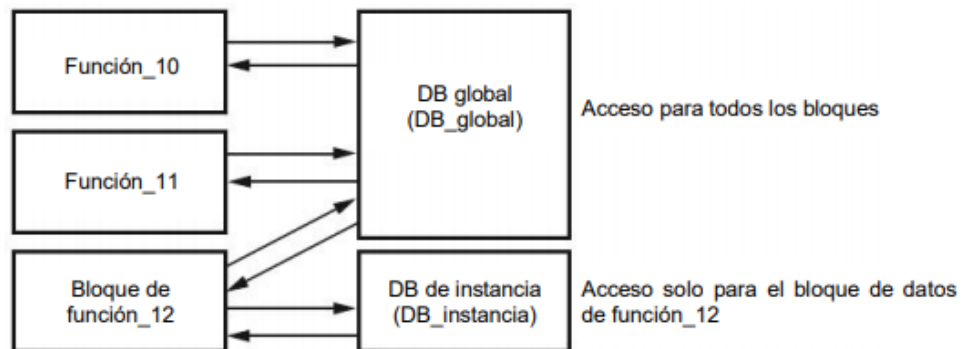 Función_10
DB global
(DB_global)
Acceso para todos los bloques
Función_11
Bloque de
función_12
DB de instancia
(DB_instancia)
Acceso solo para el bloque de datos
de función_12